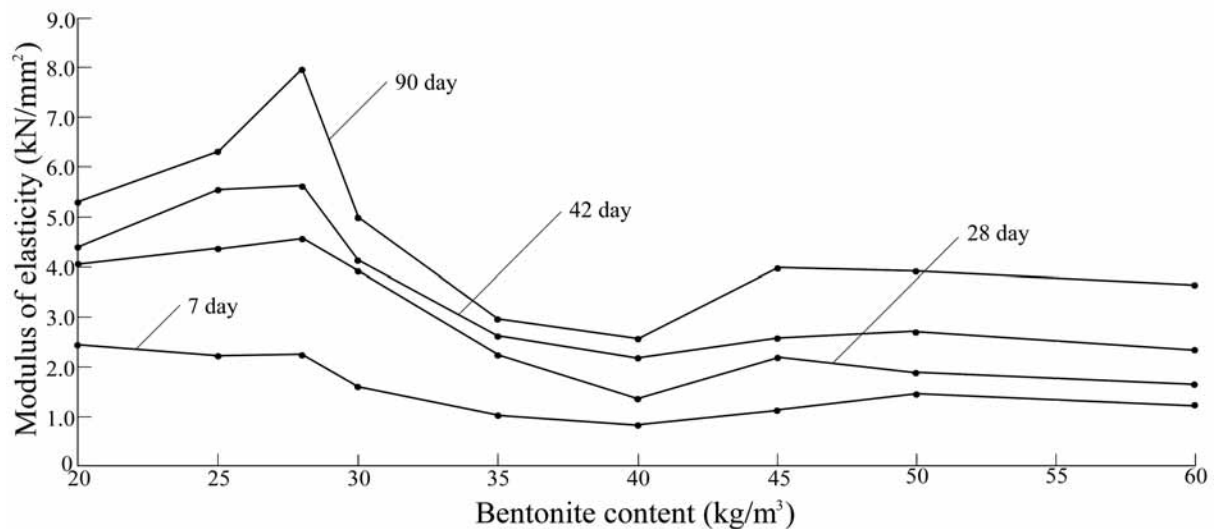 Modulus of elasticity (kN/mm²)
9.0
8.0
7.0
6.0
5.0
4.0
3.0
2.0
1.0
0
90 day
42 day
28 day
7 day
20 25 30 35 40 45 50 55 60
Bentonite content (kg/m³)